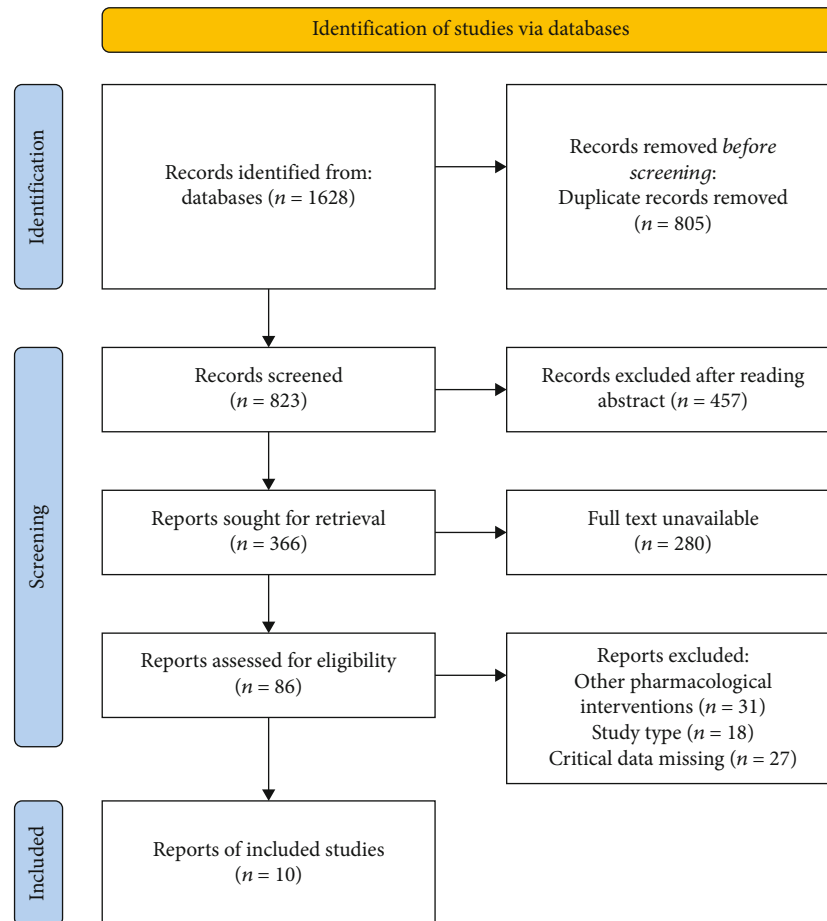 Identification of studies via databases
Identification
Records identified from:
databases (n = 1628)
Records removed before
screening:
Duplicate records removed
(n = 805)
Screening
Records screened
(n = 823)
Records excluded after reading
abstract (n = 457)
Reports sought for retrieval
(n = 366)
Full text unavailable
(n = 280)
Reports assessed for eligibility
(n = 86)
Reports excluded:
Other pharmacological
interventions (n = 31)
Study type (n = 18)
Critical data missing (n = 27)
Included
Reports of included studies
(n = 10)